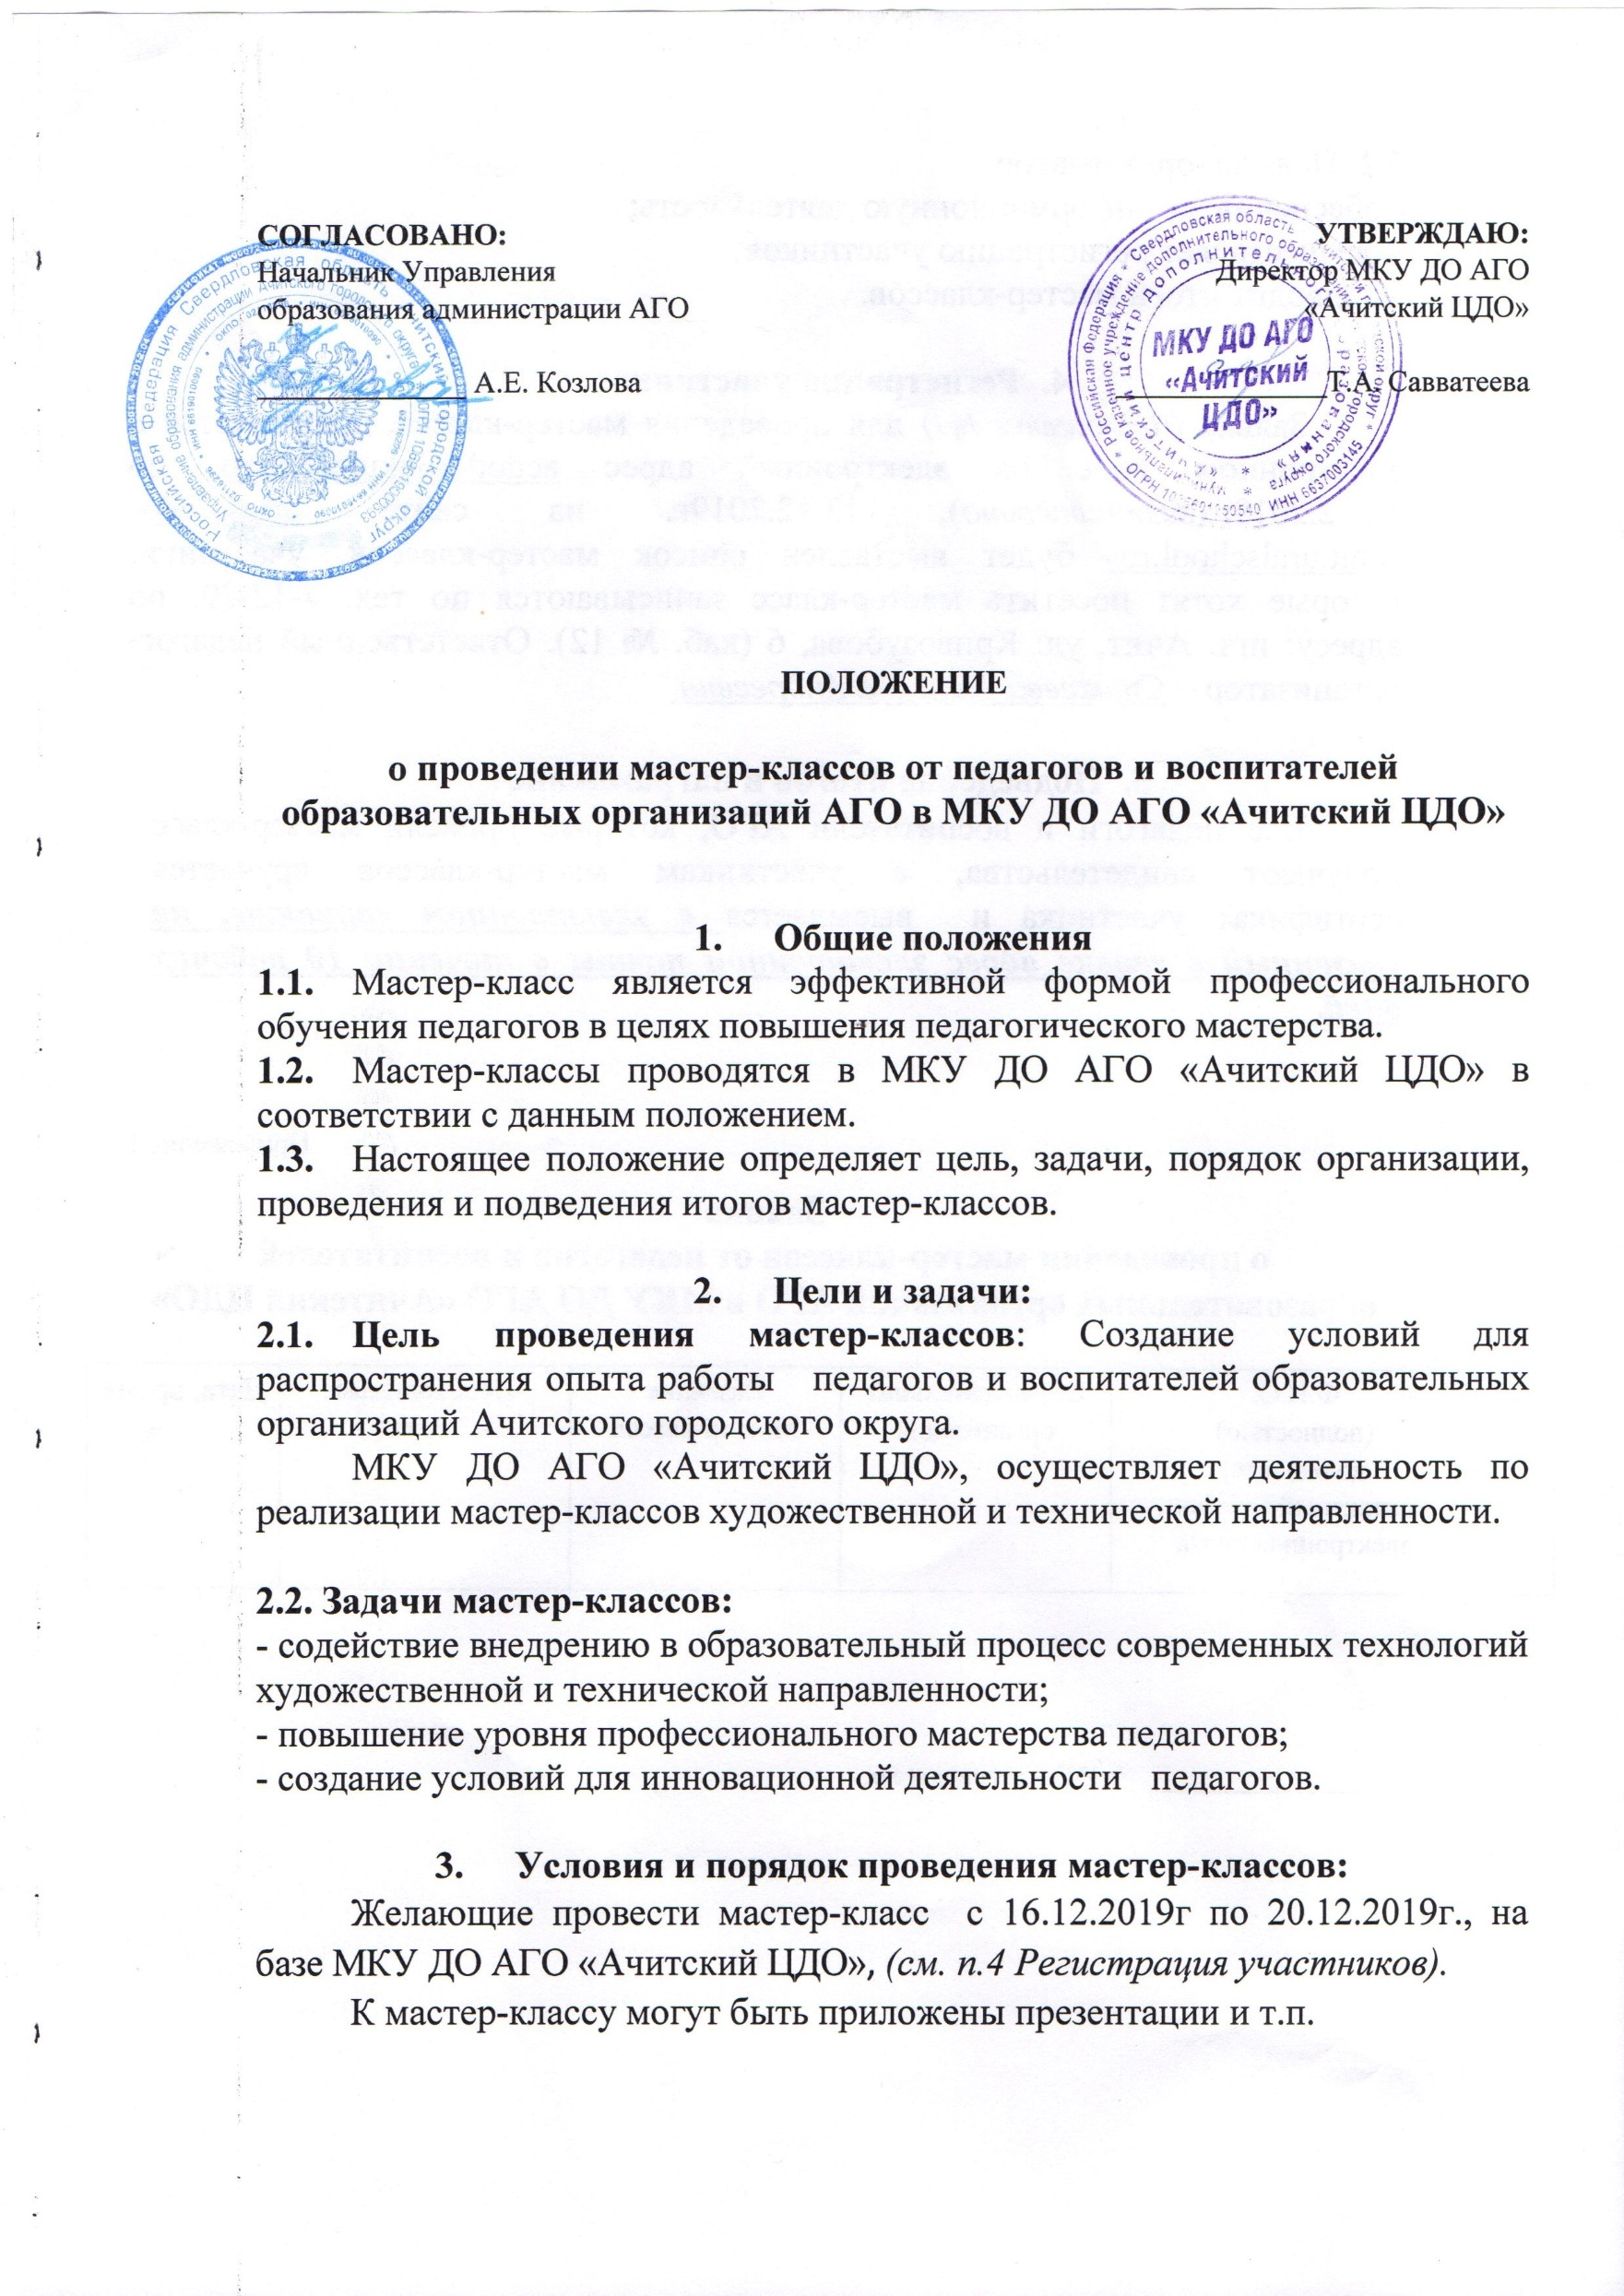 СОГЛАСОВАНО:
Начальник Управления
образования администрации АГО
А.Е. Козлова
УТВЕРЖДАЮ:
Директор МКУ ДО АГО
«Ачитский ЦДО»
Т.А. Савватеева
МКУ ДО АГО
«АЧИТСКИЙ
ЦДО»
ПОЛОЖЕНИЕ
о проведении мастер-классов от педагогов и воспитателей
образовательных организаций АГО в МКУ ДО АГО «Ачитский ЦДО»
1. Общие положения
1.1. Мастер-класс является эффективной формой профессионального
обучения педагогов в целях повышения педагогического мастерства.
1.2. Мастер-классы проводятся в МКУ ДО АГО «Ачитский ЦДО» в
соответствии с данным положением.
1.3. Настоящее положение определяет цель, задачи, порядок организации,
проведения и подведения итогов мастер-классов.
2. Цели и задачи:
2.1. Цель проведения мастер-классов: Создание условий для
распространения опыта работы педагогов и воспитателей образовательных
организаций Ачитского городского округа.
МКУ ДО АГО «Ачитский ЦДО», осуществляет деятельность по
реализации мастер-классов художественной и технической направленности.
2.2. Задачи мастер-классов:
- содействие внедрению в образовательный процесс современных технологий
художественной и технической направленности;
- повышение уровня профессионального мастерства педагогов;
- создание условий для инновационной деятельности педагогов.
3. Условия и порядок проведения мастер-классов:
Желающие провести мастер-класс с 16.12.2019г по 20.12.2019г., на
базе МКУ ДО АГО «Ачитский ЦДО», (см. п.4 Регистрация участников).
К мастер-классу могут быть приложены презентации и т.п.